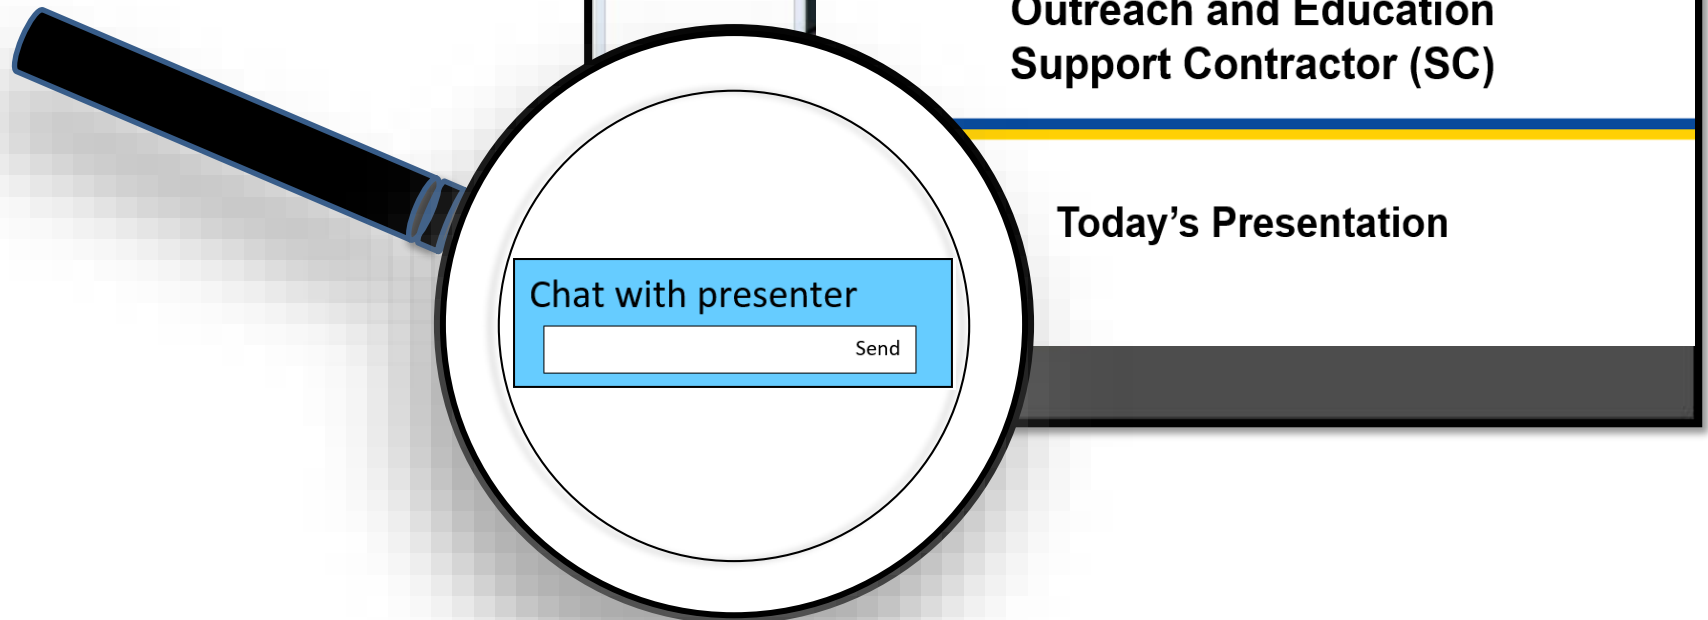 Outreach and Education
Support Contractor (SC)
Today’s Presentation
Chat with presenter
Send